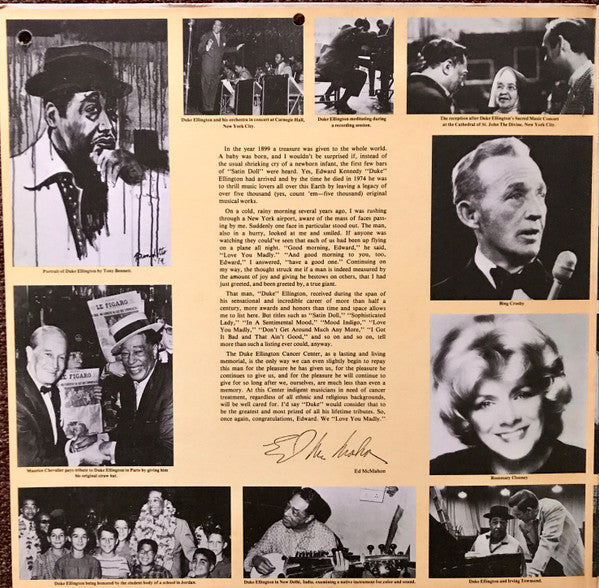 Duke Ellington and his orchestra in concert at Carnegie Hall,
New York City.
Duke Ellington meditating during
a recording session.
The reception after Duke Ellington's Sacred Music Concert
at the Cathedral of St. John The Divine, New York City.
Portrait of Duke Ellington by Tony Bennett.
In the year 1899 a treasure was given to the whole world.
A baby was born, and I wouldn't be surprised if, instead of
the usual shrieking cry of a newborn infant, the first few bars
of "Satin Doll" were heard. Yes, Edward Kennedy "Duke"
Ellington had arrived and by the time he died in 1974 he was
to thrill music lovers all over this Earth by leaving a legacy of
over five thousand (yes, count 'em—five thousand) original
musical works.
On a cold, rainy morning several years ago, I was rushing
through a New York airport, aware of the mass of faces pass-
ing by me. Suddenly one face in particular stood out. The man,
also in a hurry, looked at me and smiled. If anyone was
watching they could've seen that each of us had been up flying
on a plane all night. "Good morning, Edward," he said,
"Love You Madly." "And good morning to you, too,
Edward," I answered, "have a good one." Continuing on
my way, the thought struck me if a man is indeed measured by
the amount of joy and giving he bestows on others, that I had
just greeted, and been greeted by, a true giant.
That man, "Duke" Ellington, received during the span of
his sensational and incredible career of more than half a
century, more awards and honors than time and space allows
me to list here. But titles such as "Satin Doll", "Sophisticated
Lady," "In A Sentimental Mood," "Mood Indigo," "Love
You Madly," "Don't Get Around Much Any More," "I Got
It Bad and That Ain't Good," and so on and so on, tell
more than such a listing ever could, anyway.
The Duke Ellington Cancer Center, as a lasting and living
memorial, is the only way we can even slightly begin to repay
this man for the pleasure he has given us, for the pleasure he
continues to give us, and for the pleasure he will continue to
give for so long after we, ourselves, are much less than even a
memory. At this Center indigent musicians in need of cancer
treatment, regardless of all ethnic and religious backgrounds,
will be well cared for. I'd say "Duke" would consider that to
be the greatest and most prized of all his lifetime tributes. So,
once again, congratulations, Edward. We "Love You Madly."
Ed McMahon
Ed McMahon
Bing Crosby
LE FIGARO
FIGARO
Maurice Chevalier pays tribute to Duke Ellington in Paris by giving him
his original straw hat.
Rosemary Clooney
Duke Ellington being honored by the student body of a school in Jordan.
Duke Ellington in New Delhi, India, examining a native instrument for color and sound.
Duke Ellington and Irving Townsend.